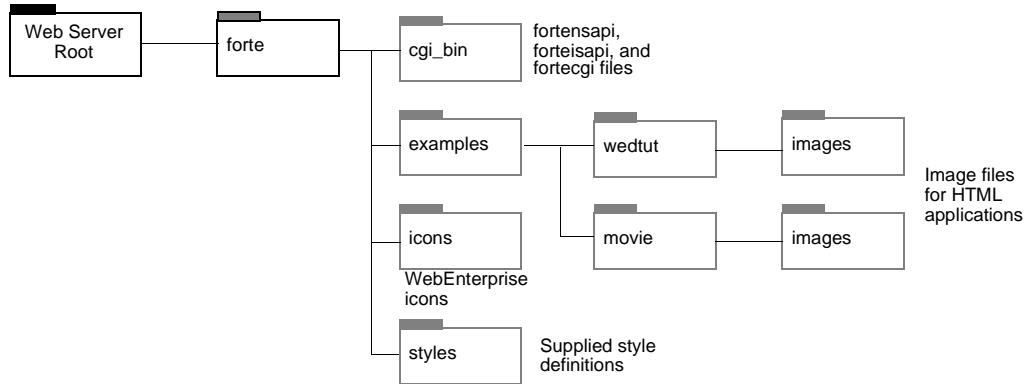 Web Server
Root
forte
cgi_bin
fortensapi,
forteisapi, and
fortecgi files
examples
wedtut
images
Image files
for HTML
applications
icons
movie
images
WebEnterprise
icons
styles
Supplied style
definitions